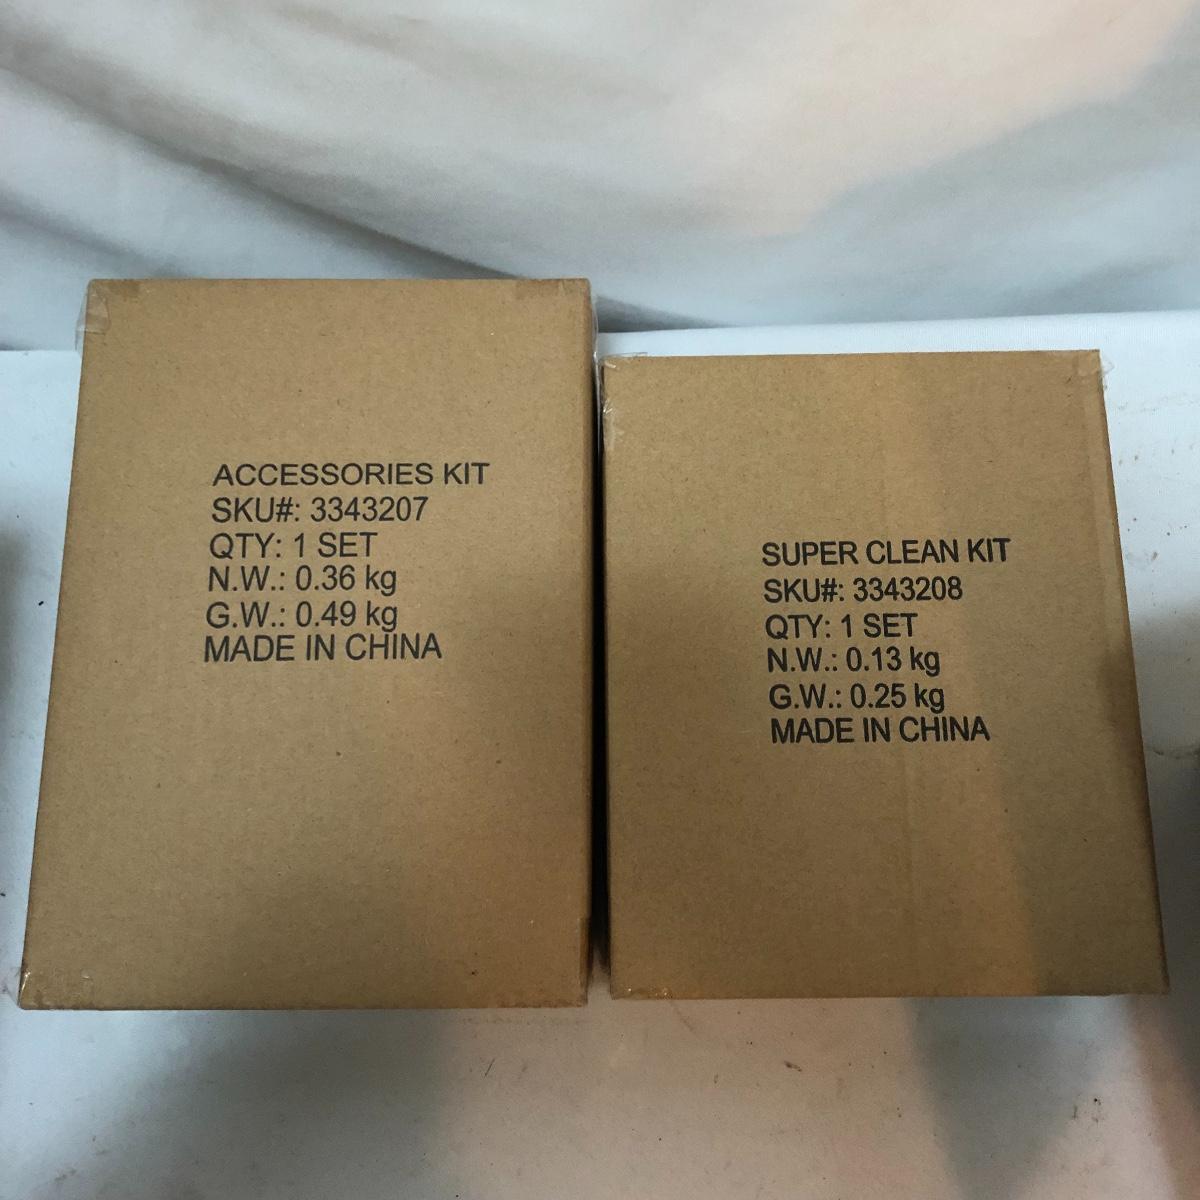 ACCESSORIES KIT
SKU#: 3343207
QTY: 1 SET
N.W.: 0.36 kg
G.W.: 0.49 kg
MADE IN CHINA
SUPER CLEAN KIT
SKU#: 3343208
QTY: 1 SET
N.W.: 0.13 kg
G.W.: 0.25 kg
MADE IN CHINA